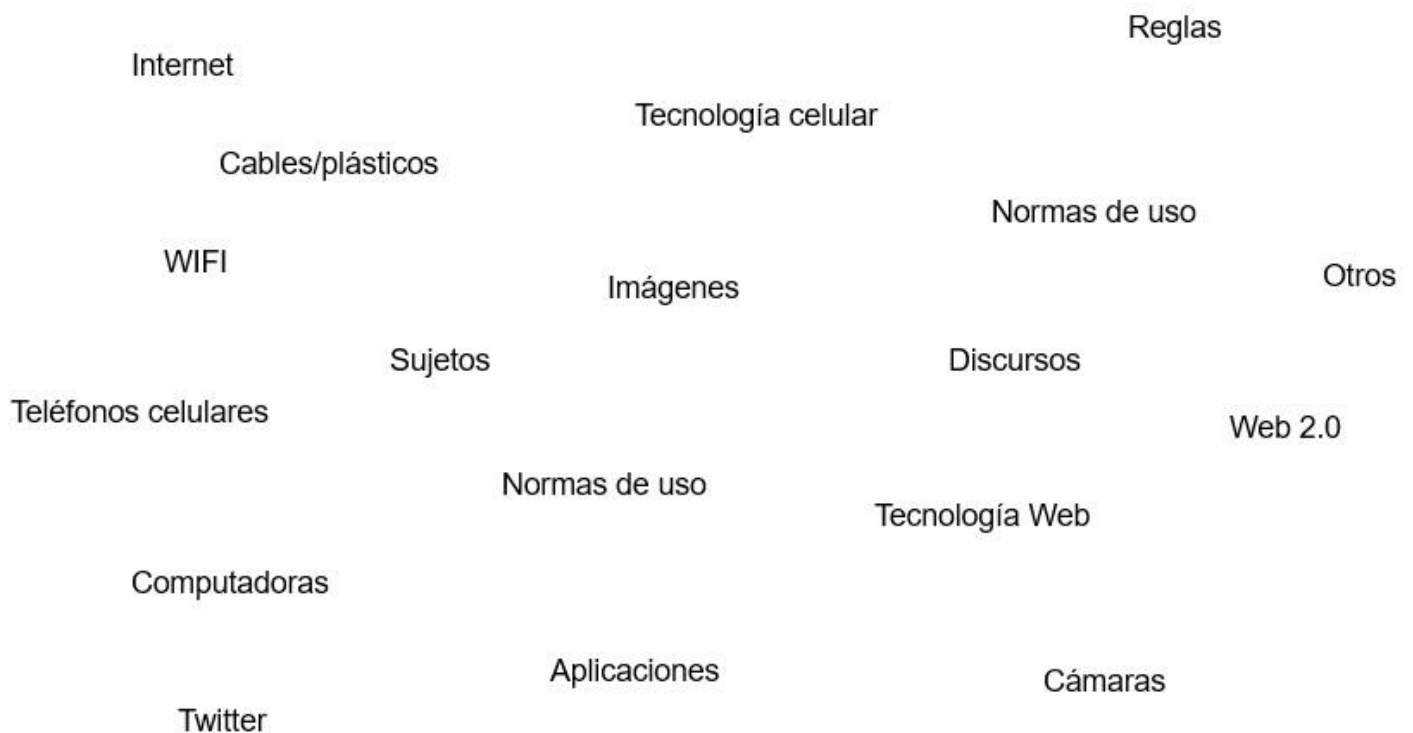 Reglas
Internet
Tecnología celular
Cables/plásticos
Normas de uso
WIFI
Otros
Imágenes
Sujetos
Discursos
Teléfonos celulares
Web 2.0
Normas de uso
Tecnología Web
Computadoras
Aplicaciones
Cámaras
Twitter